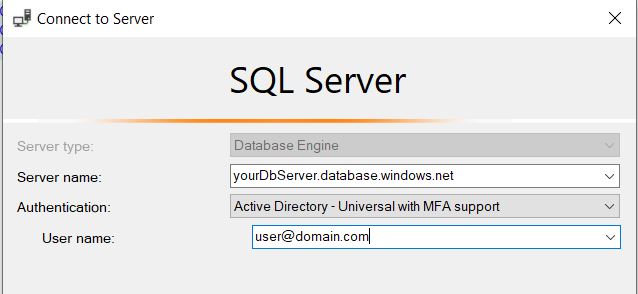 Connect to Server
SQL Server
Server type: Database Engine
Server name: yourDbServer.database.windows.net
Authentication: Active Directory - Universal with MFA support
User name: user@domain.com